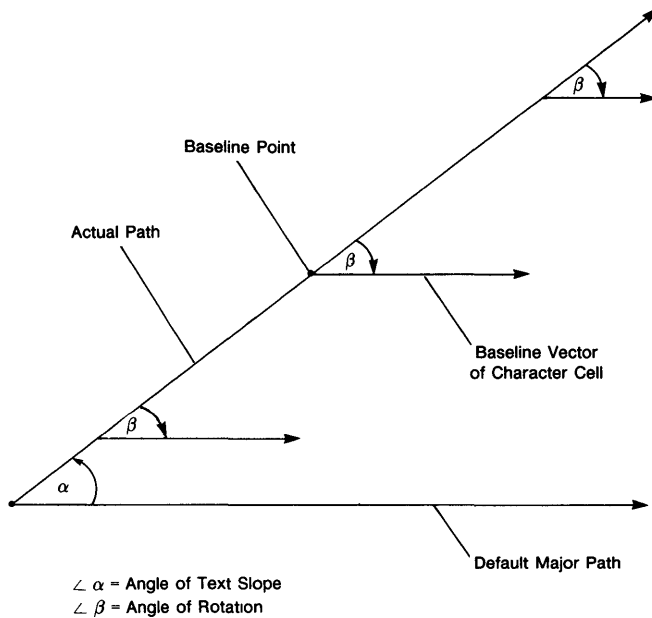 β
Baseline Point
Actual Path
β
Baseline Vector
of Character Cell
β
α
Default Major Path
∠ α = Angle of Text Slope
∠ β = Angle of Rotation